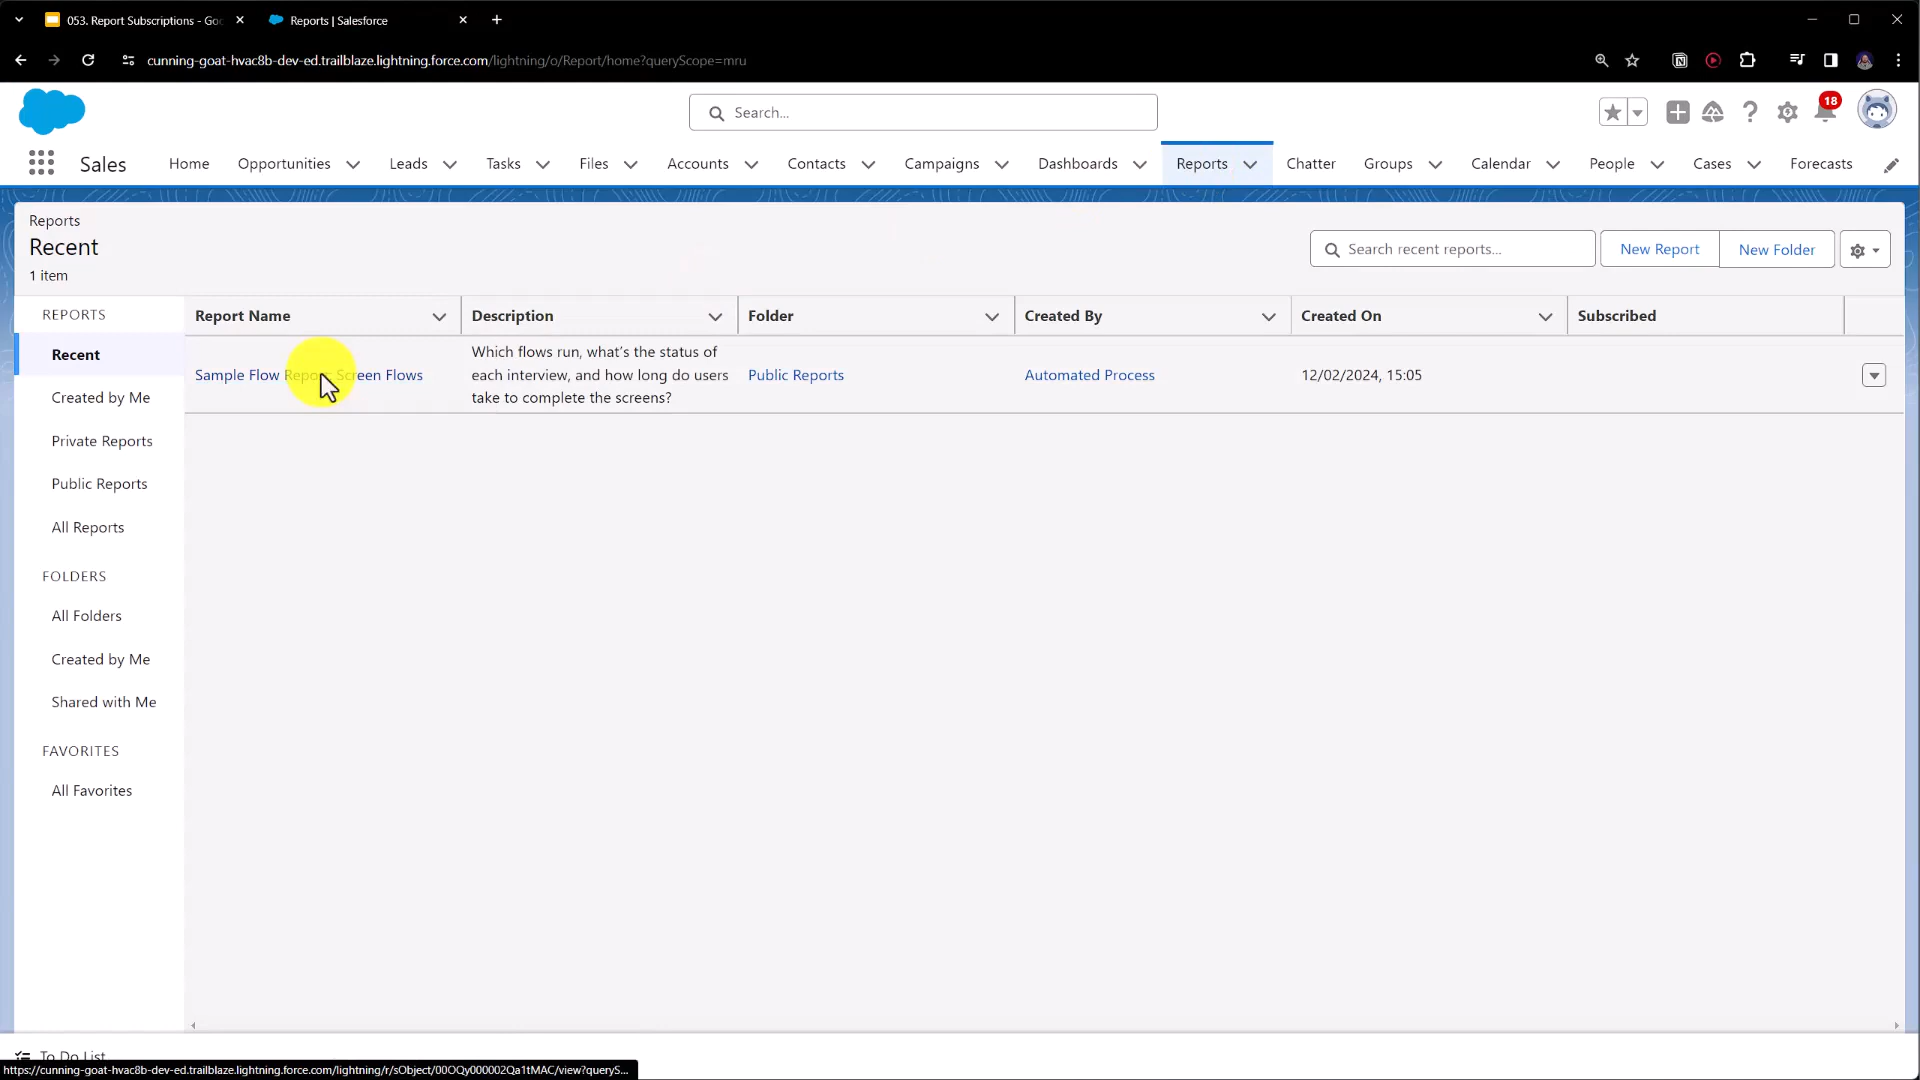 053. Report Subscriptions - Goo
Reports | Salesforce
cunning-goat-hvac8b-dev-ed.trailblaze.lightning.force.com/lightning/o/Report/home?queryScope=mru
Search...
18
Sales
Home
Opportunities
Leads
Tasks
Files
Accounts
Contacts
Campaigns
Dashboards
Reports
Chatter
Groups
Calendar
People
Cases
Forecasts
Reports
Recent
1 item
Search recent reports...
New Report
New Folder
REPORTS
Recent
Created by Me
Private Reports
Public Reports
All Reports
FOLDERS
All Folders
Created by Me
Shared with Me
FAVORITES
All Favorites
Report Name
Description
Folder
Created By
Created On
Subscribed
Sample Flow Report: Screen Flows
Which flows run, what's the status of
each interview, and how long do users
take to complete the screens?
Public Reports
Automated Process
12/02/2024, 15:05
To Do List
https://cunning-goat-hvac8b-dev-ed.trailblaze.lightning.force.com/lightning/r/sObject/00OQy000002Qa1tMAC/view?queryS...